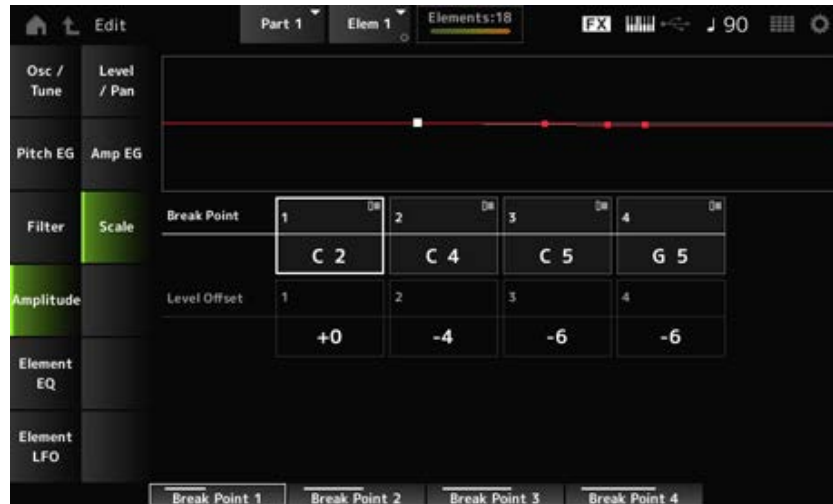 Edit
Part 1
Elem 1
Elements:18
FX
♩ 90
Osc /
Tune
Level
/ Pan
Pitch EG
Amp EG
Filter
Scale
Amplitude
Element
EQ
Element
LFO
Break Point
1
2
3
4
C 2
C 4
C 5
G 5
Level Offset
1
2
3
4
+0
-4
-6
-6
Break Point 1
Break Point 2
Break Point 3
Break Point 4